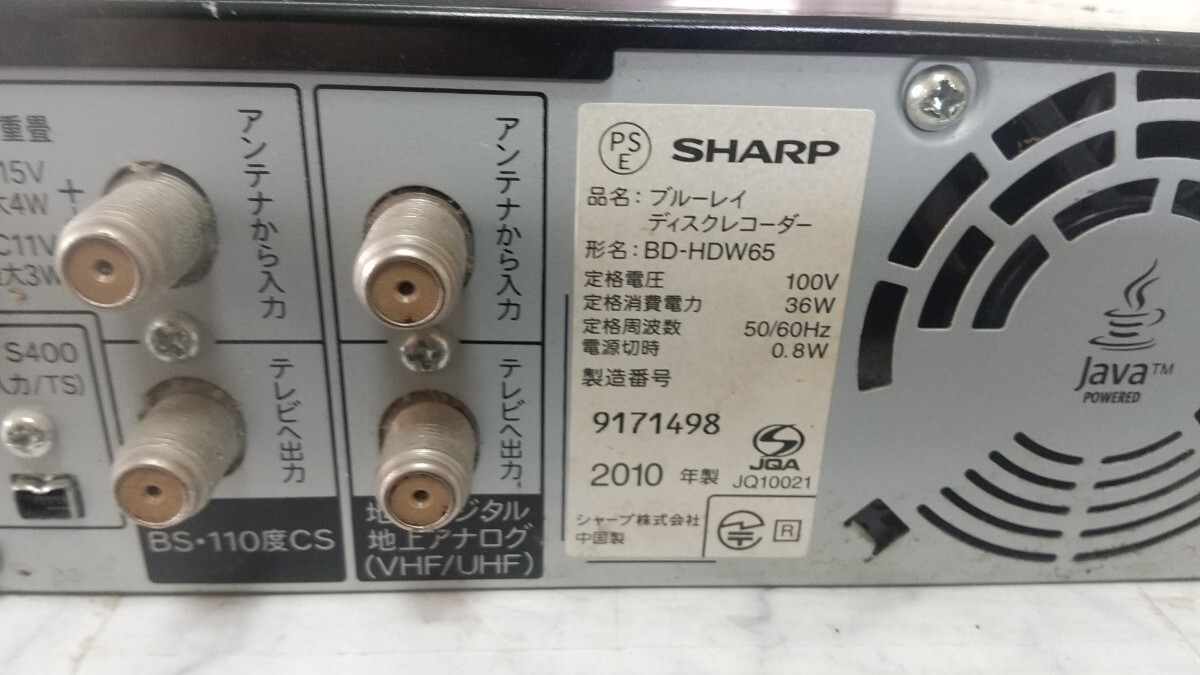 重畳
15V
大4W
C11V
大3W
S400
入力/TS)
アンテナから入力
テレビへ出力
BS・110度CS
アンテナから入力
テレビへ出力
地上デジタル
地上アナログ
(VHF/UHF)
PS
E
SHARP
品名:ブルーレイ
ディスクレコーダー
形名:BD-HDW65
定格電圧 100V
定格消費電力 36W
定格周波数 50/60Hz
電源切時 0.8W
製造番号
9171498
2010 年製
JQA
JQ10021
シャープ株式会社
中国製
R
Java™
POWERED